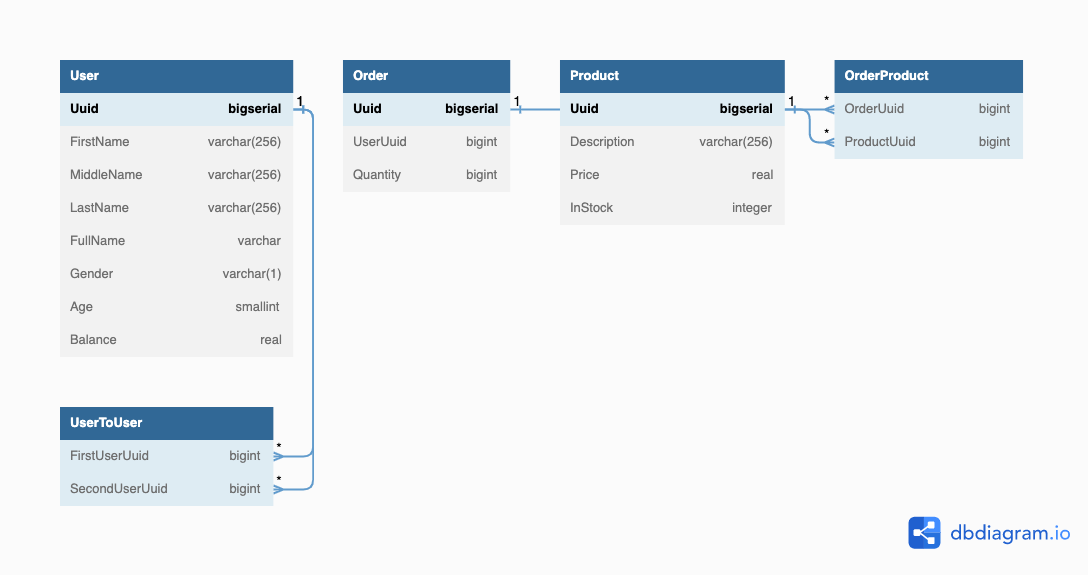 User
Uuid bigserial 1
FirstName varchar(256)
MiddleName varchar(256)
LastName varchar(256)
FullName varchar
Gender varchar(1)
Age smallint
Balance real
Order
Uuid bigserial 1
UserUuid bigint
Quantity bigint
Product
Uuid bigserial 1
Description varchar(256)
Price real
InStock integer
OrderProduct
* OrderUuid bigint
* ProductUuid bigint
UserToUser
FirstUserUuid bigint *
SecondUserUuid bigint *
dbdiagram.io